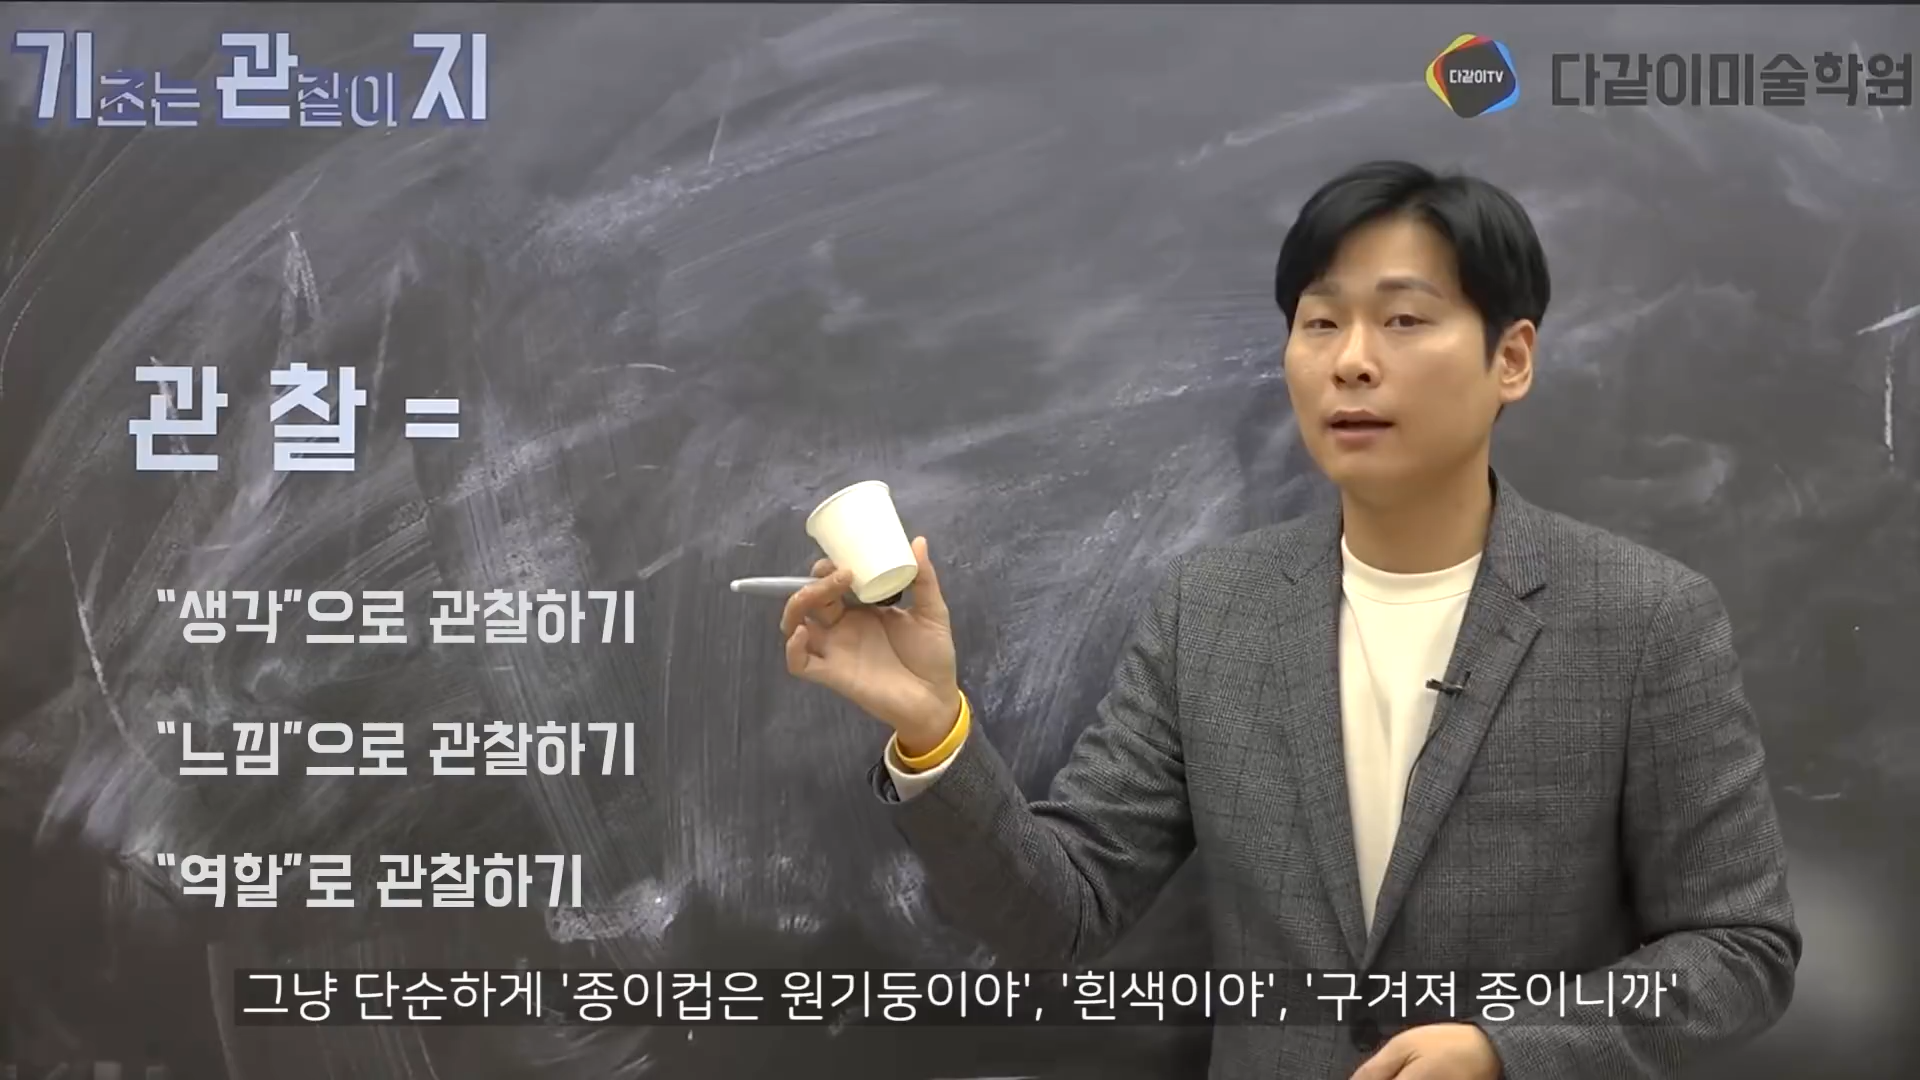 기초는 관찰이지
다같이TV
다같이미술학원
관 찰 =
"생각"으로 관찰하기
"느낌"으로 관찰하기
"역할"로 관찰하기
그냥 단순하게 '종이컵은 원기둥이야', '흰색이야', '구겨져 종이니까'